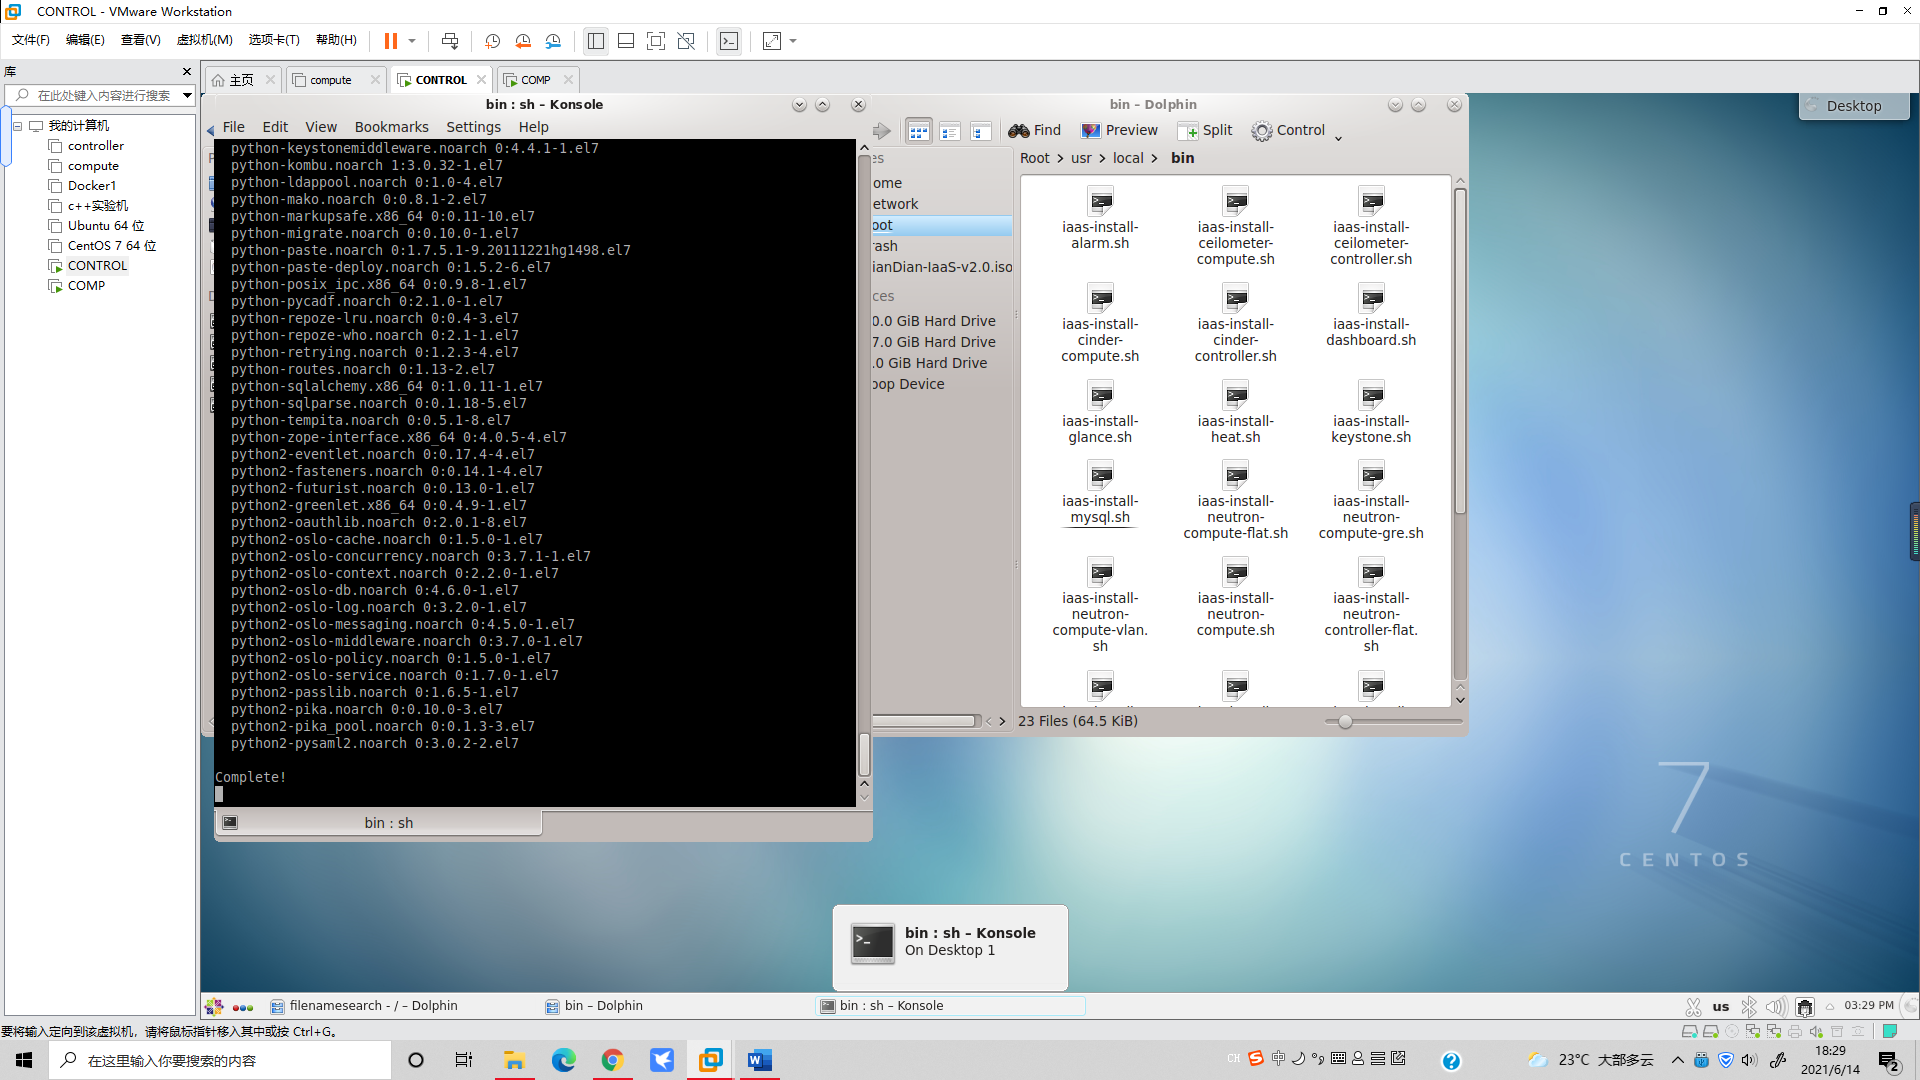 CONTROL - VMware Workstation
文件(F) 编辑(E) 查看(V) 虚拟机(M) 选项卡(T) 帮助(H)
库
在此处键入内容进行搜索
我的计算机
controller
compute
Docker1
c++实验机
Ubuntu 64 位
CentOS 7 64 位
CONTROL
COMP
主页 compute CONTROL COMP
bin : sh – Konsole
File Edit View Bookmarks Settings Help
python-keystonemiddleware.noarch 0:4.4.1-1.el7
python-kombu.noarch 1:3.0.32-1.el7
python-ldappool.noarch 0:1.0-4.el7
python-mako.noarch 0:0.8.1-2.el7
python-markupsafe.x86_64 0:0.11-10.el7
python-migrate.noarch 0:0.10.0-1.el7
python-paste.noarch 0:1.7.5.1-9.20111221hg1498.el7
python-paste-deploy.noarch 0:1.5.2-6.el7
python-posix_ipc.x86_64 0:0.9.8-1.el7
python-pycadf.noarch 0:2.1.0-1.el7
python-repoze-lru.noarch 0:0.4-3.el7
python-repoze-who.noarch 0:2.1-1.el7
python-retrying.noarch 0:1.2.3-4.el7
python-routes.noarch 0:1.13-2.el7
python-sqlalchemy.x86_64 0:1.0.11-1.el7
python-sqlparse.noarch 0:0.1.18-5.el7
python-tempita.noarch 0:0.5.1-8.el7
python-zope-interface.x86_64 0:4.0.5-4.el7
python2-eventlet.noarch 0:0.17.4-4.el7
python2-fasteners.noarch 0:0.14.1-4.el7
python2-futurist.noarch 0:0.13.0-1.el7
python2-greenlet.x86_64 0:0.4.9-1.el7
python2-oauthlib.noarch 0:2.0.1-8.el7
python2-oslo-cache.noarch 0:1.5.0-1.el7
python2-oslo-concurrency.noarch 0:3.7.1-1.el7
python2-oslo-context.noarch 0:2.2.0-1.el7
python2-oslo-db.noarch 0:4.6.0-1.el7
python2-oslo-log.noarch 0:3.2.0-1.el7
python2-oslo-messaging.noarch 0:4.5.0-1.el7
python2-oslo-middleware.noarch 0:3.7.0-1.el7
python2-oslo-policy.noarch 0:1.5.0-1.el7
python2-oslo-service.noarch 0:1.7.0-1.el7
python2-passlib.noarch 0:1.6.5-1.el7
python2-pika.noarch 0:0.10.0-3.el7
python2-pika_pool.noarch 0:0.1.3-3.el7
python2-pysaml2.noarch 0:3.0.2-2.el7
Complete!
bin : sh
bin – Dolphin
Find Preview Split Control
Root > usr > local > bin
es
ome
etwork
oot
rash
ianDian-IaaS-v2.0.iso
ces
0.0 GiB Hard Drive
7.0 GiB Hard Drive
.0 GiB Hard Drive
oop Device
iaas-install-alarm.sh
iaas-install-ceilometer-compute.sh
iaas-install-ceilometer-controller.sh
iaas-install-cinder-compute.sh
iaas-install-cinder-controller.sh
iaas-install-dashboard.sh
iaas-install-glance.sh
iaas-install-heat.sh
iaas-install-keystone.sh
iaas-install-mysql.sh
iaas-install-neutron-compute-flat.sh
iaas-install-neutron-compute-gre.sh
iaas-install-neutron-compute-vlan.sh
iaas-install-neutron-compute.sh
iaas-install-neutron-controller-flat.sh
23 Files (64.5 KiB)
Desktop
7
CENTOS
bin : sh – Konsole
On Desktop 1
filenamesearch - / – Dolphin
bin – Dolphin
bin : sh – Konsole
us
03:29 PM
要将输入定向到该虚拟机，请将鼠标指针移入其中或按 Ctrl+G。
在这里输入你要搜索的内容
CH 中
23°C 大部多云
18:29
2021/6/14
2